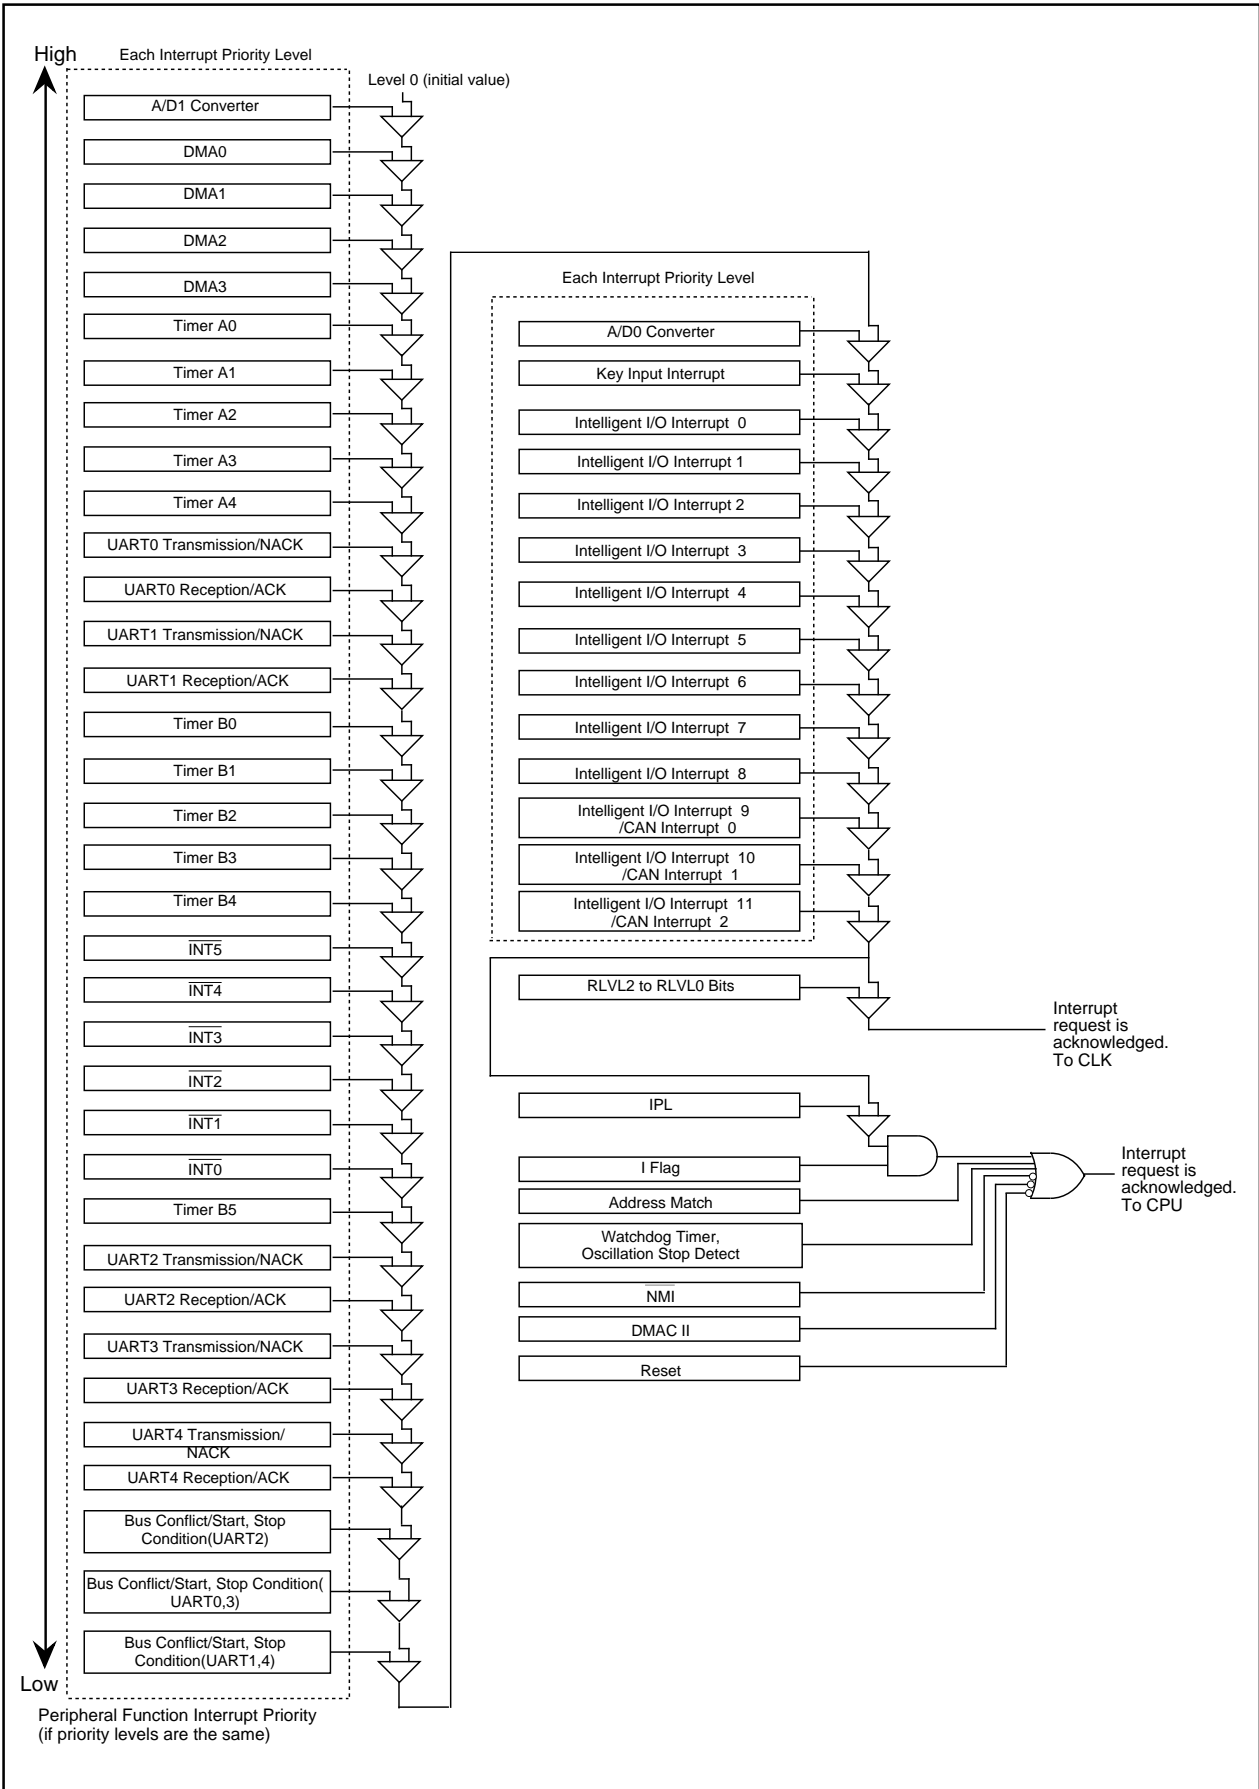 High
Each Interrupt Priority Level
Level 0 (initial value)
A/D1 Converter
DMA0
DMA1
DMA2
DMA3
Timer A0
Timer A1
Timer A2
Timer A3
Timer A4
UART0 Transmission/NACK
UART0 Reception/ACK
UART1 Transmission/NACK
UART1 Reception/ACK
Timer B0
Timer B1
Timer B2
Timer B3
Timer B4
INT5
INT4
INT3
INT2
INT1
INT0
Timer B5
UART2 Transmission/NACK
UART2 Reception/ACK
UART3 Transmission/NACK
UART3 Reception/ACK
UART4 Transmission/
NACK
UART4 Reception/ACK
Bus Conflict/Start, Stop
Condition(UART2)
Bus Conflict/Start, Stop Condition(
UART0,3)
Bus Conflict/Start, Stop
Condition(UART1,4)
Low
Peripheral Function Interrupt Priority
(if priority levels are the same)
Each Interrupt Priority Level
A/D0 Converter
Key Input Interrupt
Intelligent I/O Interrupt 0
Intelligent I/O Interrupt 1
Intelligent I/O Interrupt 2
Intelligent I/O Interrupt 3
Intelligent I/O Interrupt 4
Intelligent I/O Interrupt 5
Intelligent I/O Interrupt 6
Intelligent I/O Interrupt 7
Intelligent I/O Interrupt 8
Intelligent I/O Interrupt 9
/CAN Interrupt 0
Intelligent I/O Interrupt 10
/CAN Interrupt 1
Intelligent I/O Interrupt 11
/CAN Interrupt 2
RLVL2 to RLVL0 Bits
Interrupt
request is
acknowledged.
To CLK
IPL
I Flag
Address Match
Watchdog Timer,
Oscillation Stop Detect
NMI
DMAC II
Reset
Interrupt
request is
acknowledged.
To CPU